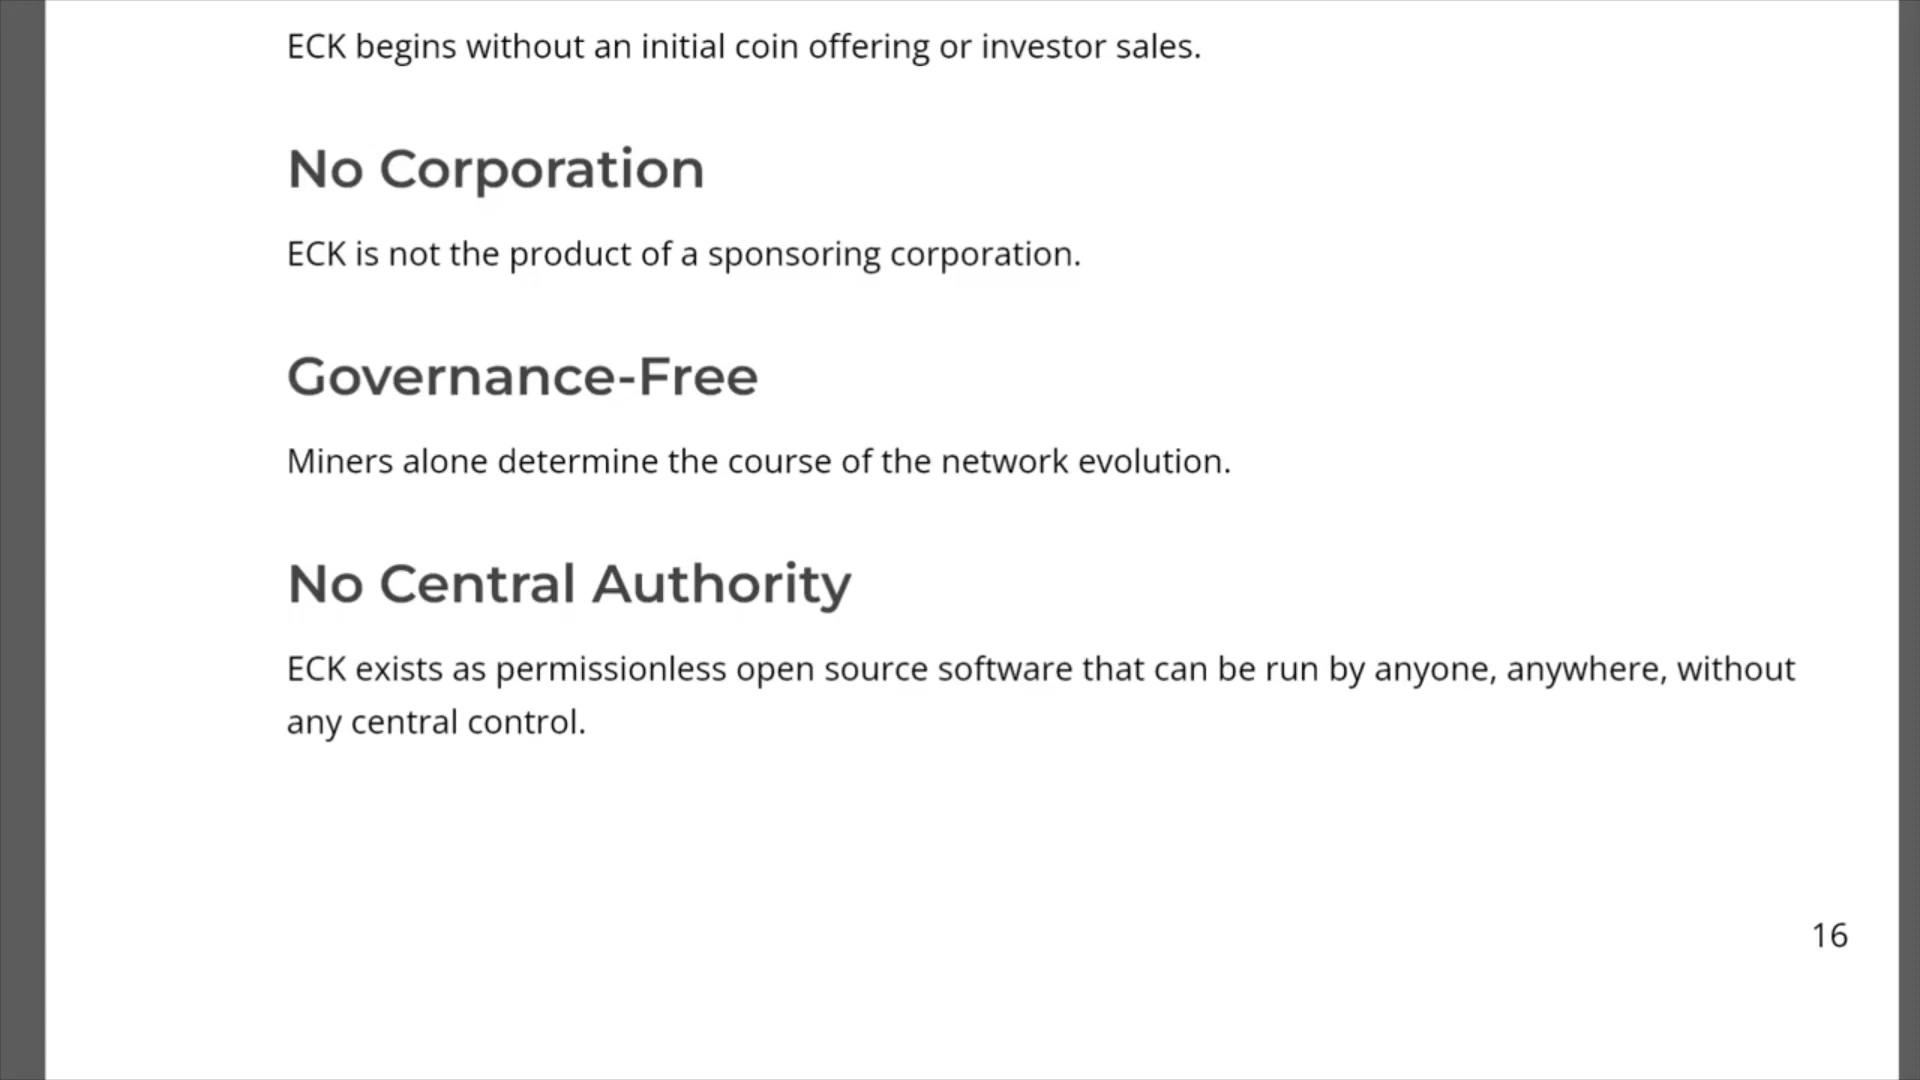 ECK begins without an initial coin offering or investor sales.
No Corporation
ECK is not the product of a sponsoring corporation.
Governance-Free
Miners alone determine the course of the network evolution.
No Central Authority
ECK exists as permissionless open source software that can be run by anyone, anywhere, without
any central control.
16